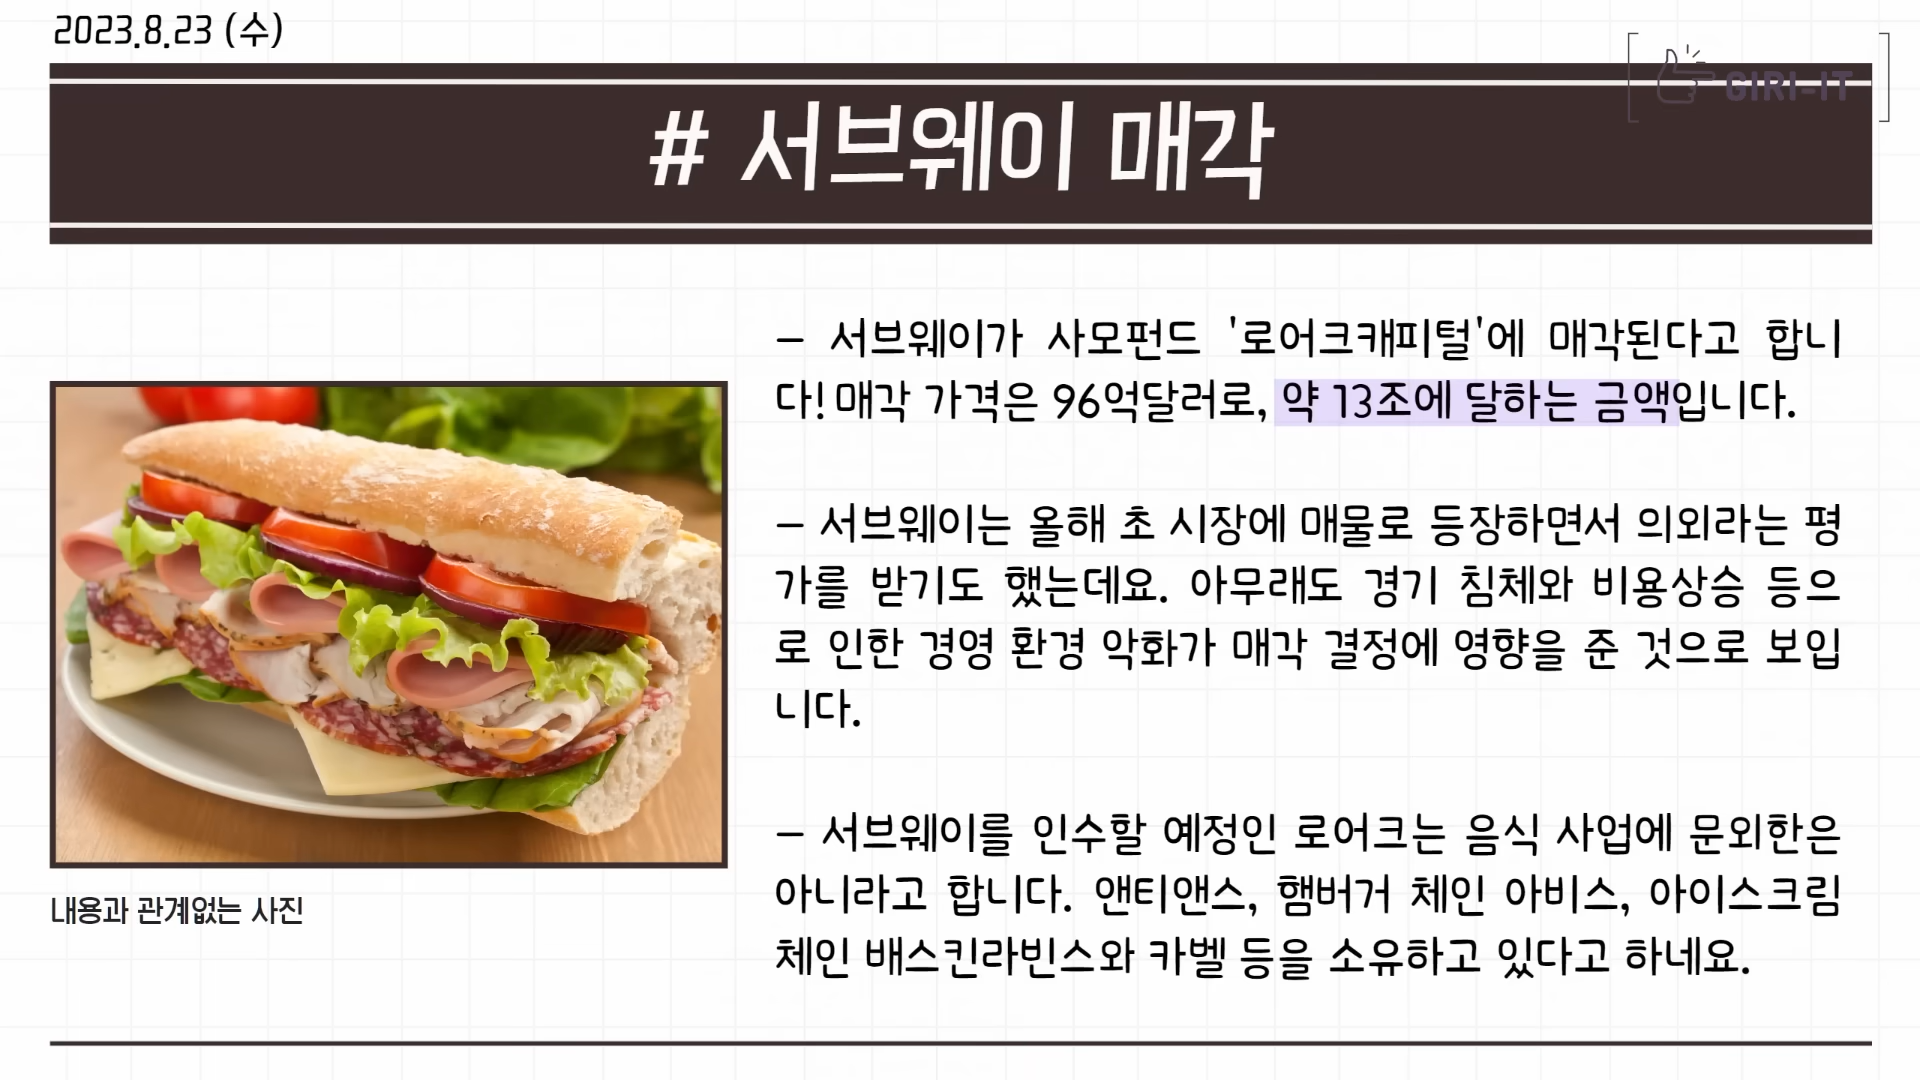 2023.8.23 (수)
GIRI-IT
# 서브웨이 매각
- 서브웨이가 사모펀드 '로어크캐피털'에 매각된다고 합니
다! 매각 가격은 96억달러로, 약 13조에 달하는 금액입니다.
- 서브웨이는 올해 초 시장에 매물로 등장하면서 의외라는 평
가를 받기도 했는데요. 아무래도 경기 침체와 비용상승 등으
로 인한 경영 환경 악화가 매각 결정에 영향을 준 것으로 보입
니다.
- 서브웨이를 인수할 예정인 로어크는 음식 사업에 문외한은
아니라고 합니다. 앤티앤스, 햄버거 체인 아비스, 아이스크림
체인 배스킨라빈스와 카벨 등을 소유하고 있다고 하네요.
내용과 관계없는 사진